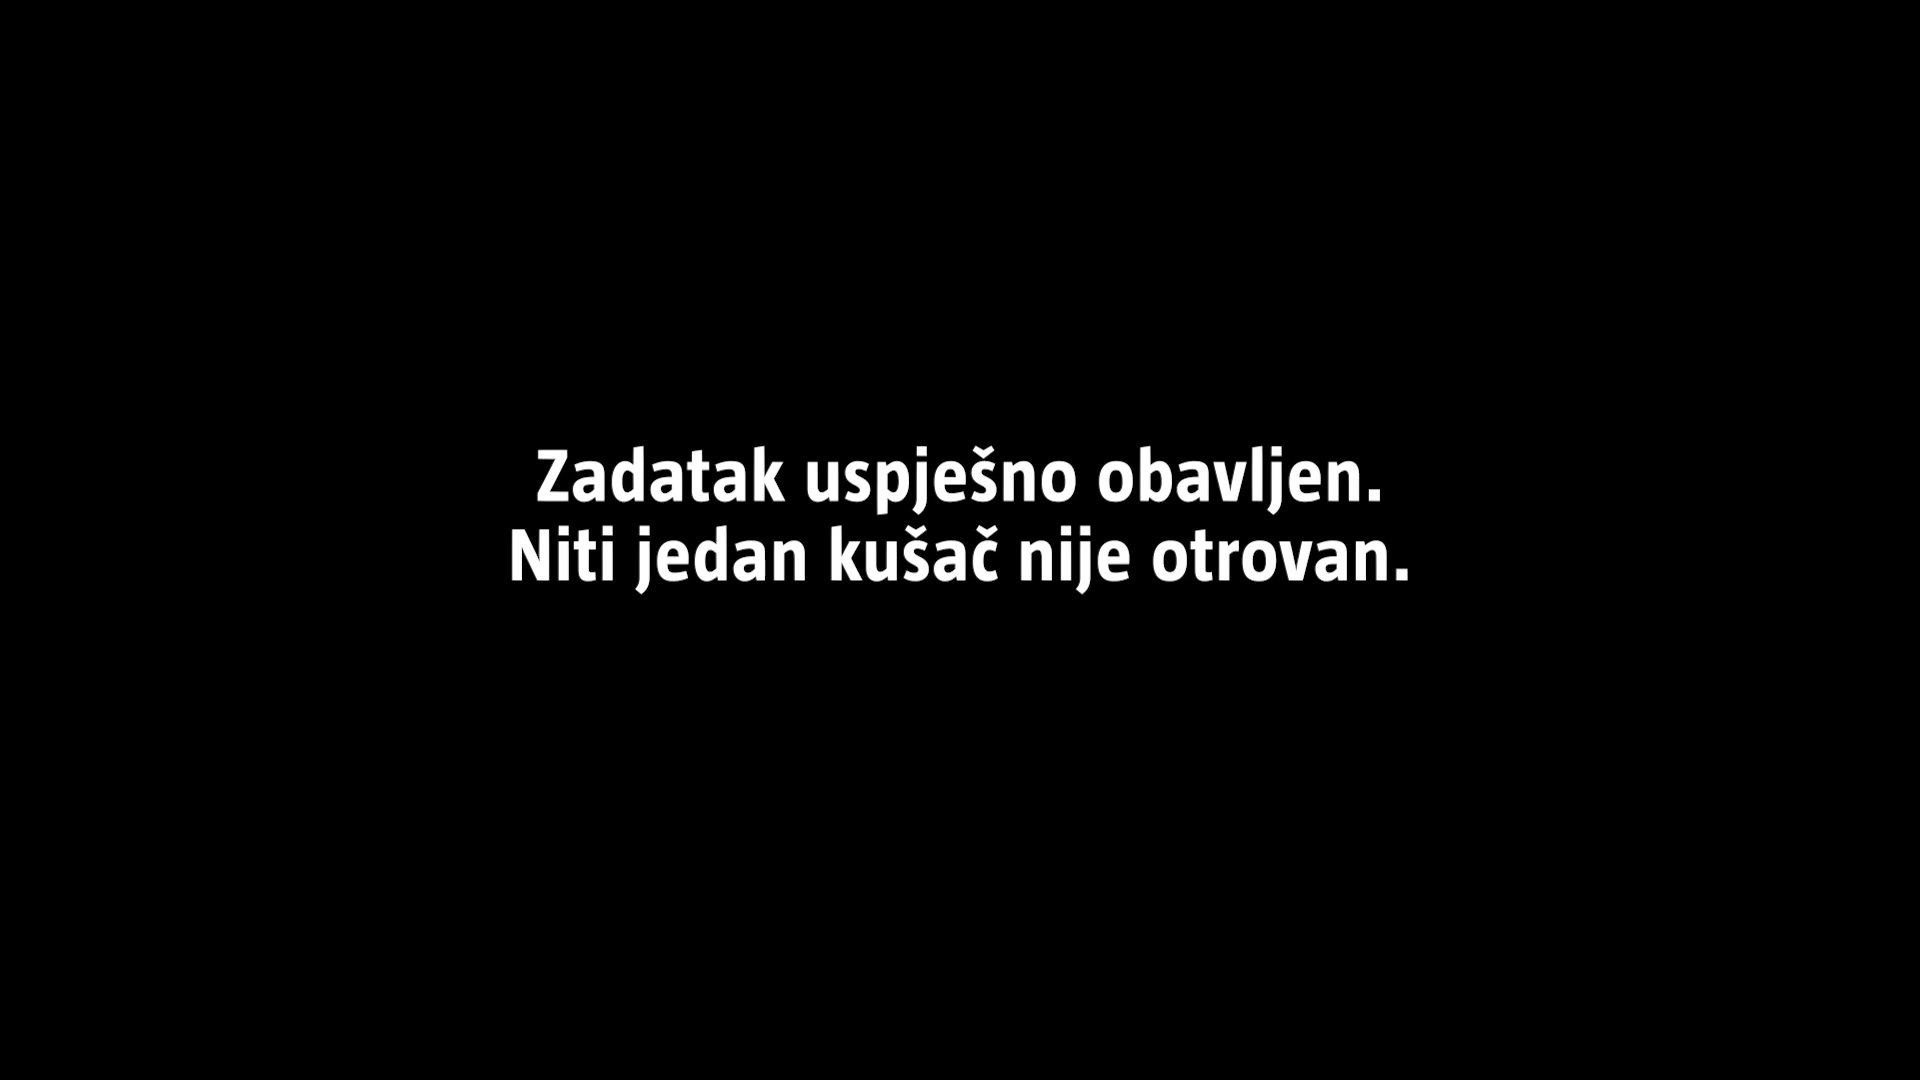 Zadatak uspješno obavljen.
Niti jedan kušač nije otrovan.